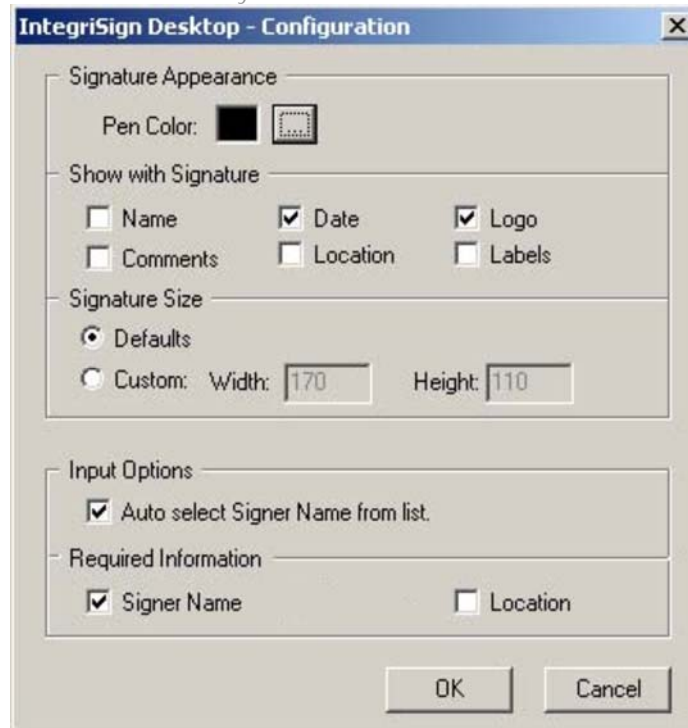 IntegriSign Desktop - Configuration
Signature Appearance
Pen Color: ...
Show with Signature
Name Date Logo
Comments Location Labels
Signature Size
Defaults
Custom: Width: 170 Height: 110
Input Options
Auto select Signer Name from list.
Required Information
Signer Name Location
OK Cancel